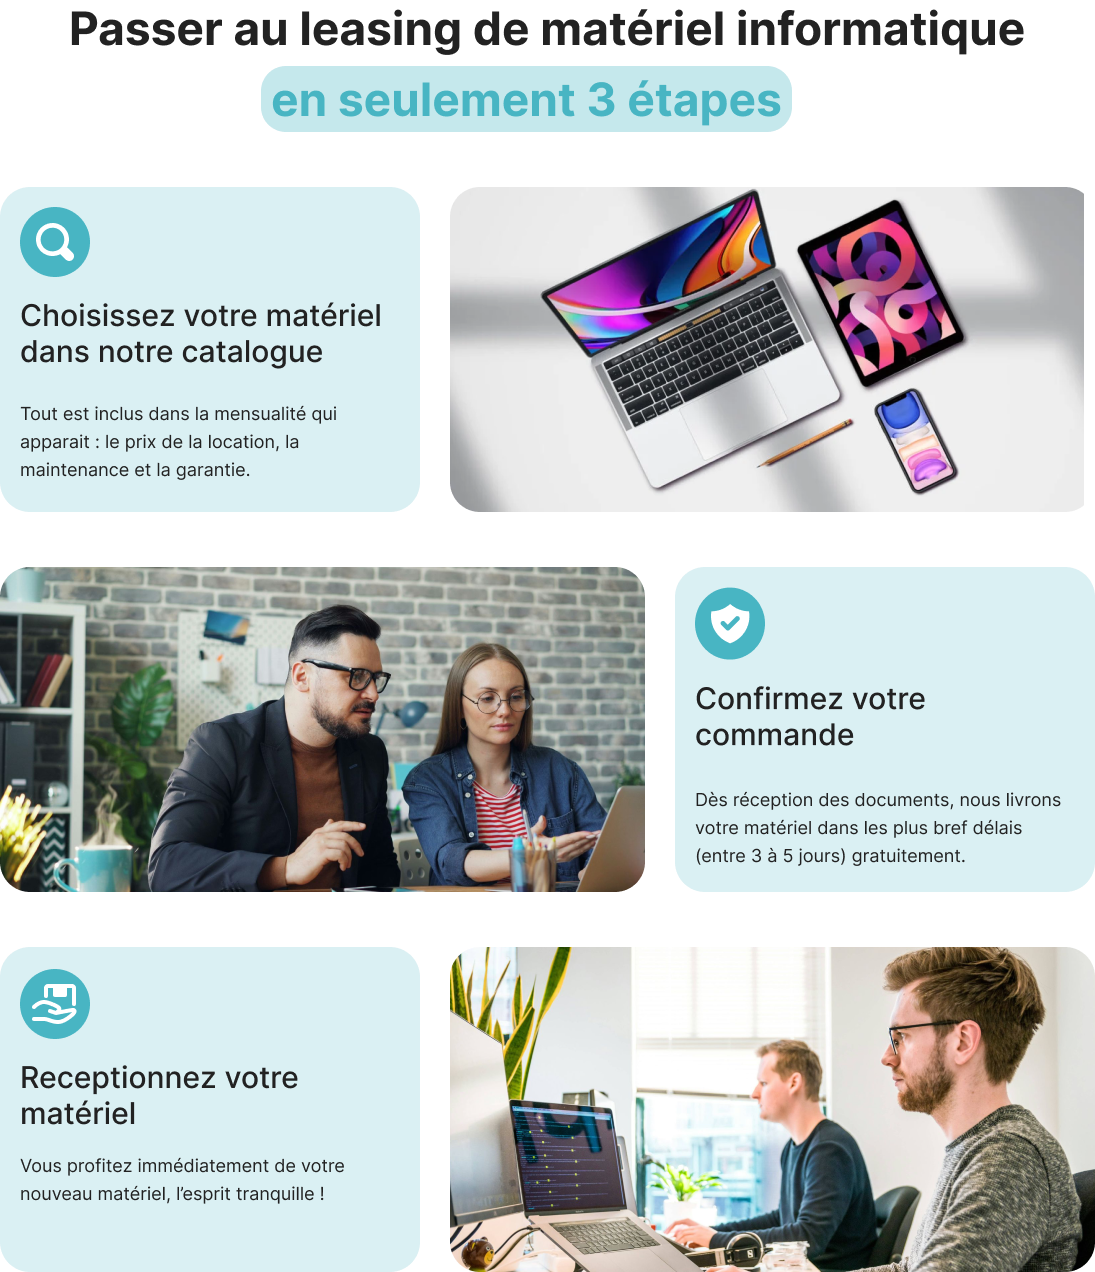 Passer au leasing de matériel informatique
en seulement 3 étapes
Choisissez votre matériel
dans notre catalogue
Tout est inclus dans la mensualité qui
apparait : le prix de la location, la
maintenance et la garantie.
Confirmez votre
commande
Dès réception des documents, nous livrons
votre matériel dans les plus bref délais
(entre 3 à 5 jours) gratuitement.
Receptionnez votre
matériel
Vous profitez immédiatement de votre
nouveau matériel, l’esprit tranquille !